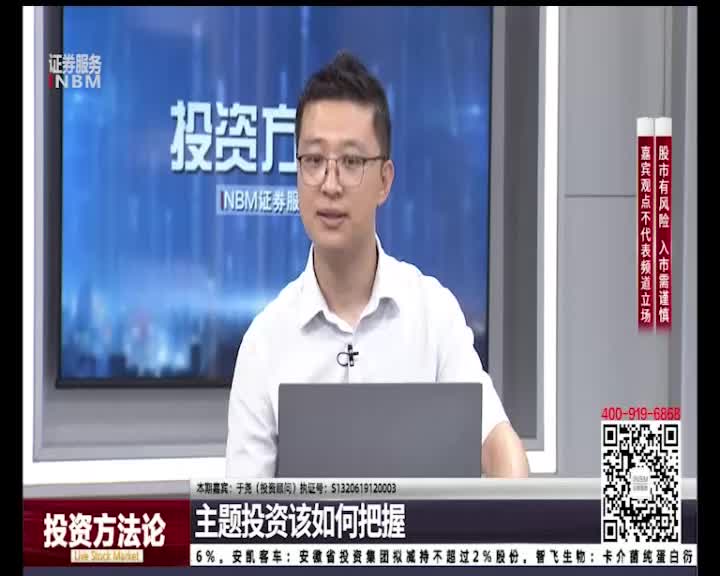 证券服务
INBM
投资方
INBM证券服
股市有风险 入市需谨慎
嘉宾观点不代表频道立场
400-919-6868
本期嘉宾：于尧（投资顾问）执证号：S1320619120003
主题投资该如何把握
投资方法论
Live Stock Market
6%。安凯客车：安徽省投资集团拟减持不超过2%股份。智飞生物：卡介菌纯蛋白衍